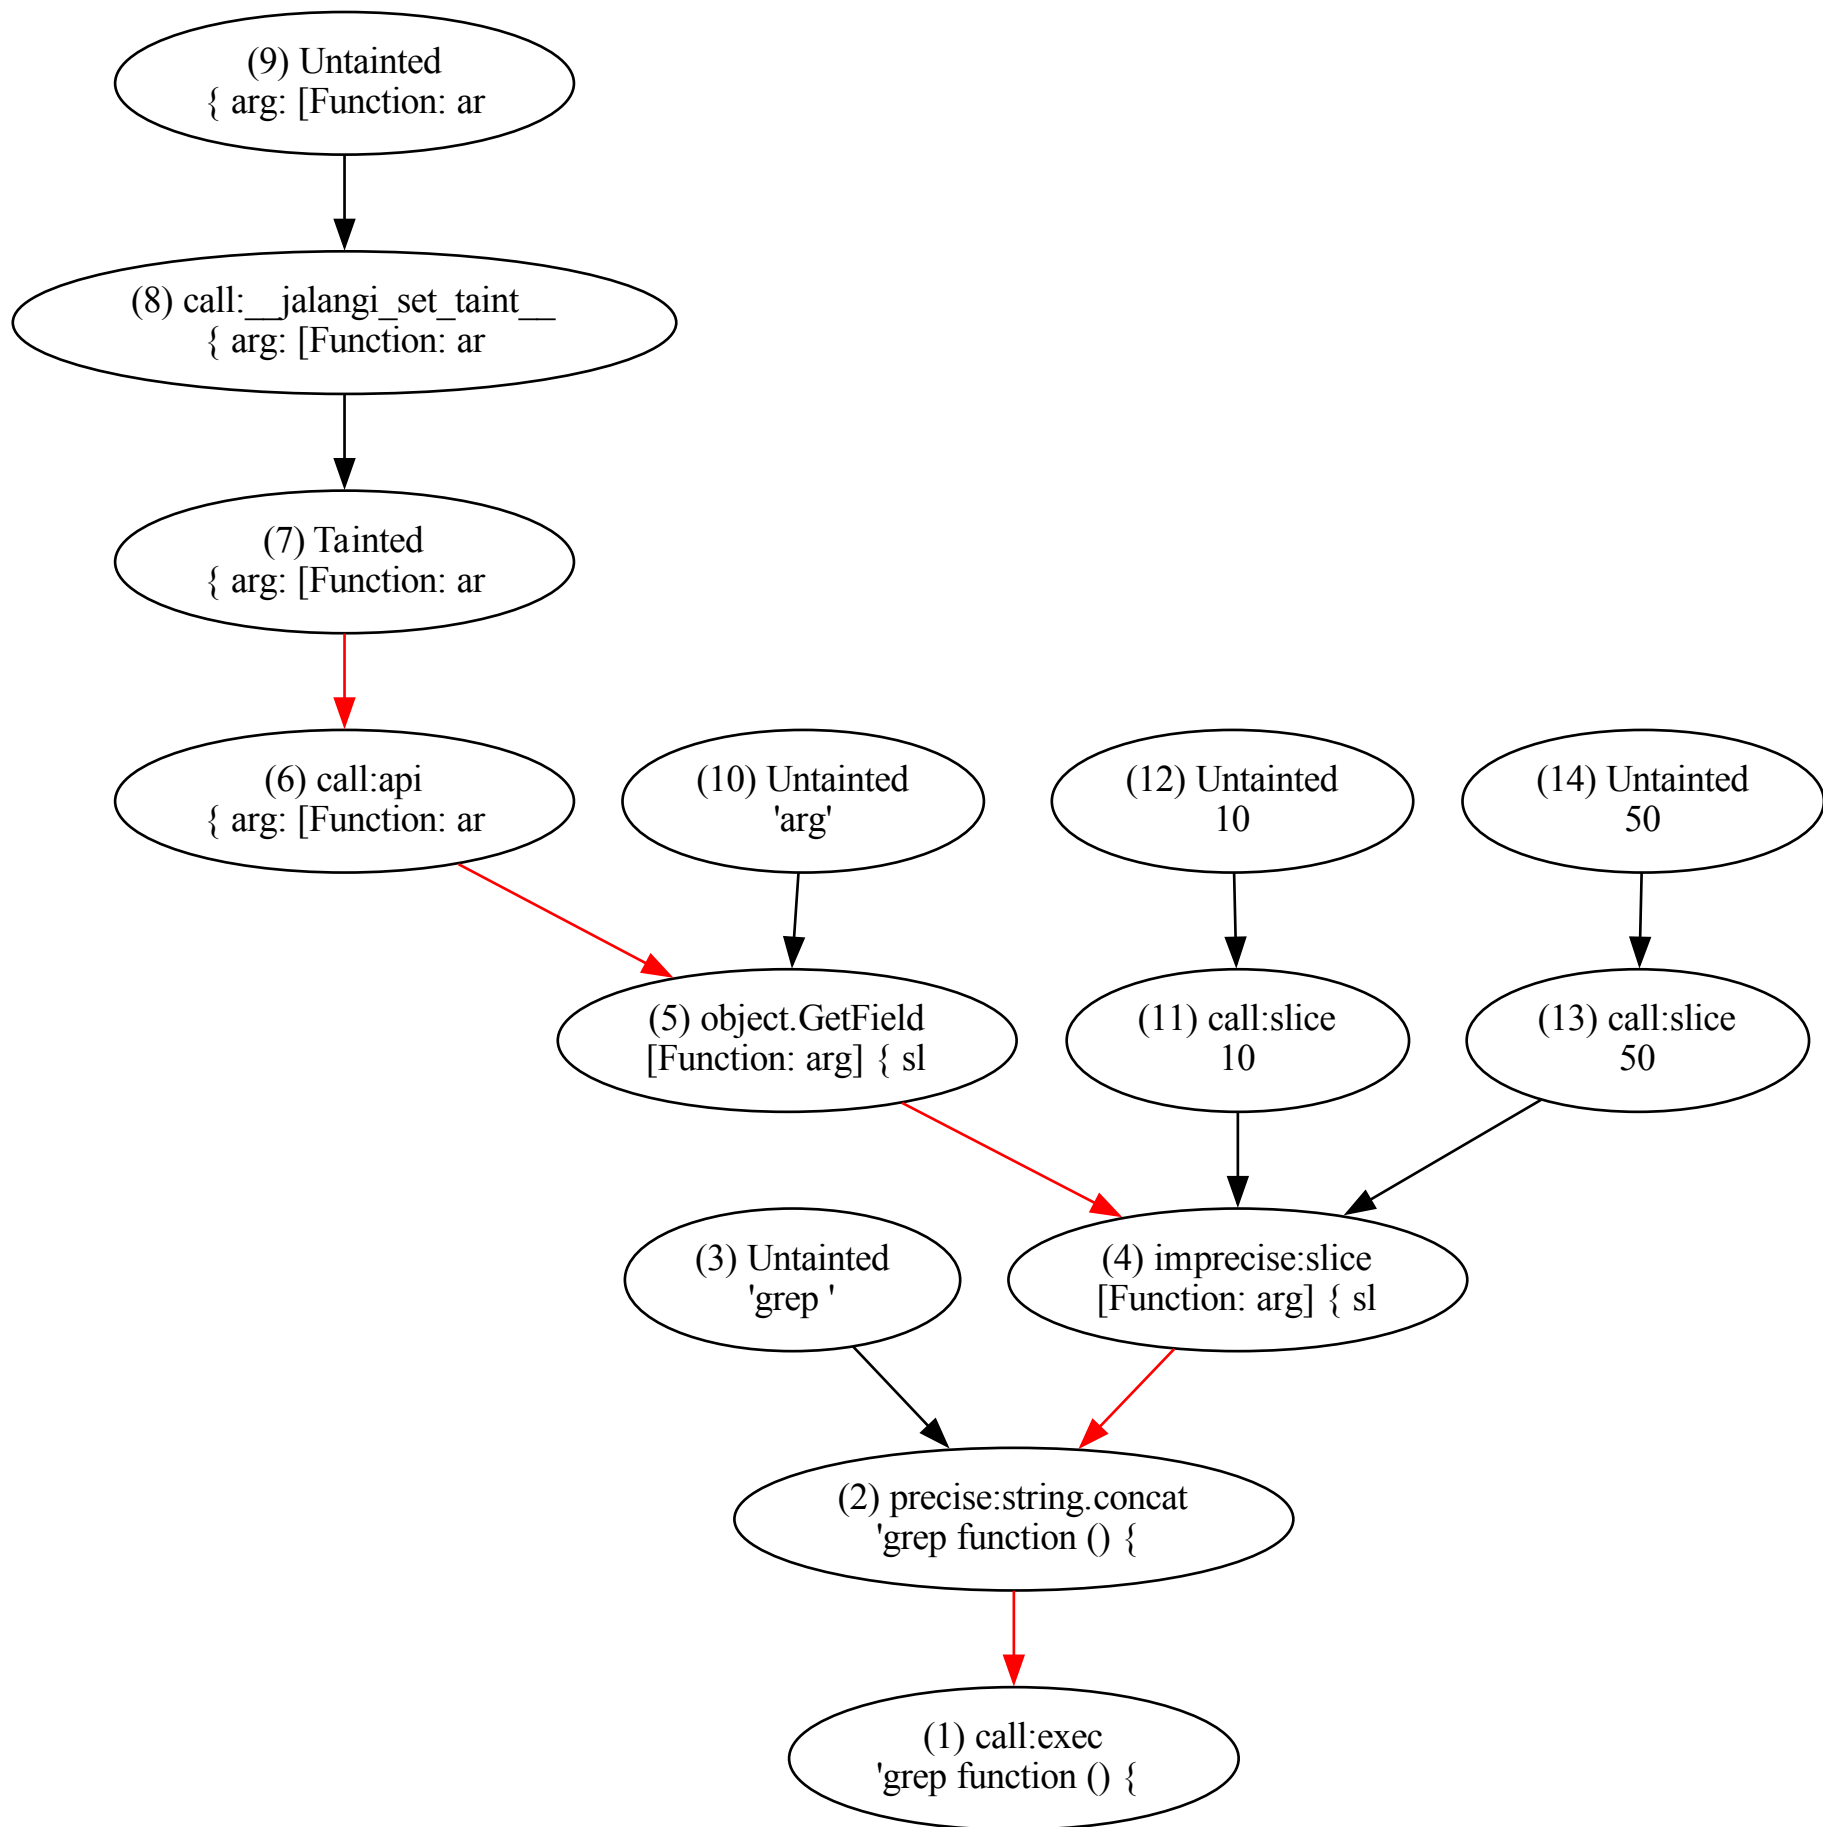 (9) Untainted
{ arg: [Function: ar
(8) call:__jalangi_set_taint__
{ arg: [Function: ar
(7) Tainted
{ arg: [Function: ar
(6) call:api
{ arg: [Function: ar
(10) Untainted
'arg'
(12) Untainted
10
(14) Untainted
50
(5) object.GetField
[Function: arg] { sl
(11) call:slice
10
(13) call:slice
50
(3) Untainted
'grep '
(4) imprecise:slice
[Function: arg] { sl
(2) precise:string.concat
'grep function () {
(1) call:exec
'grep function () {